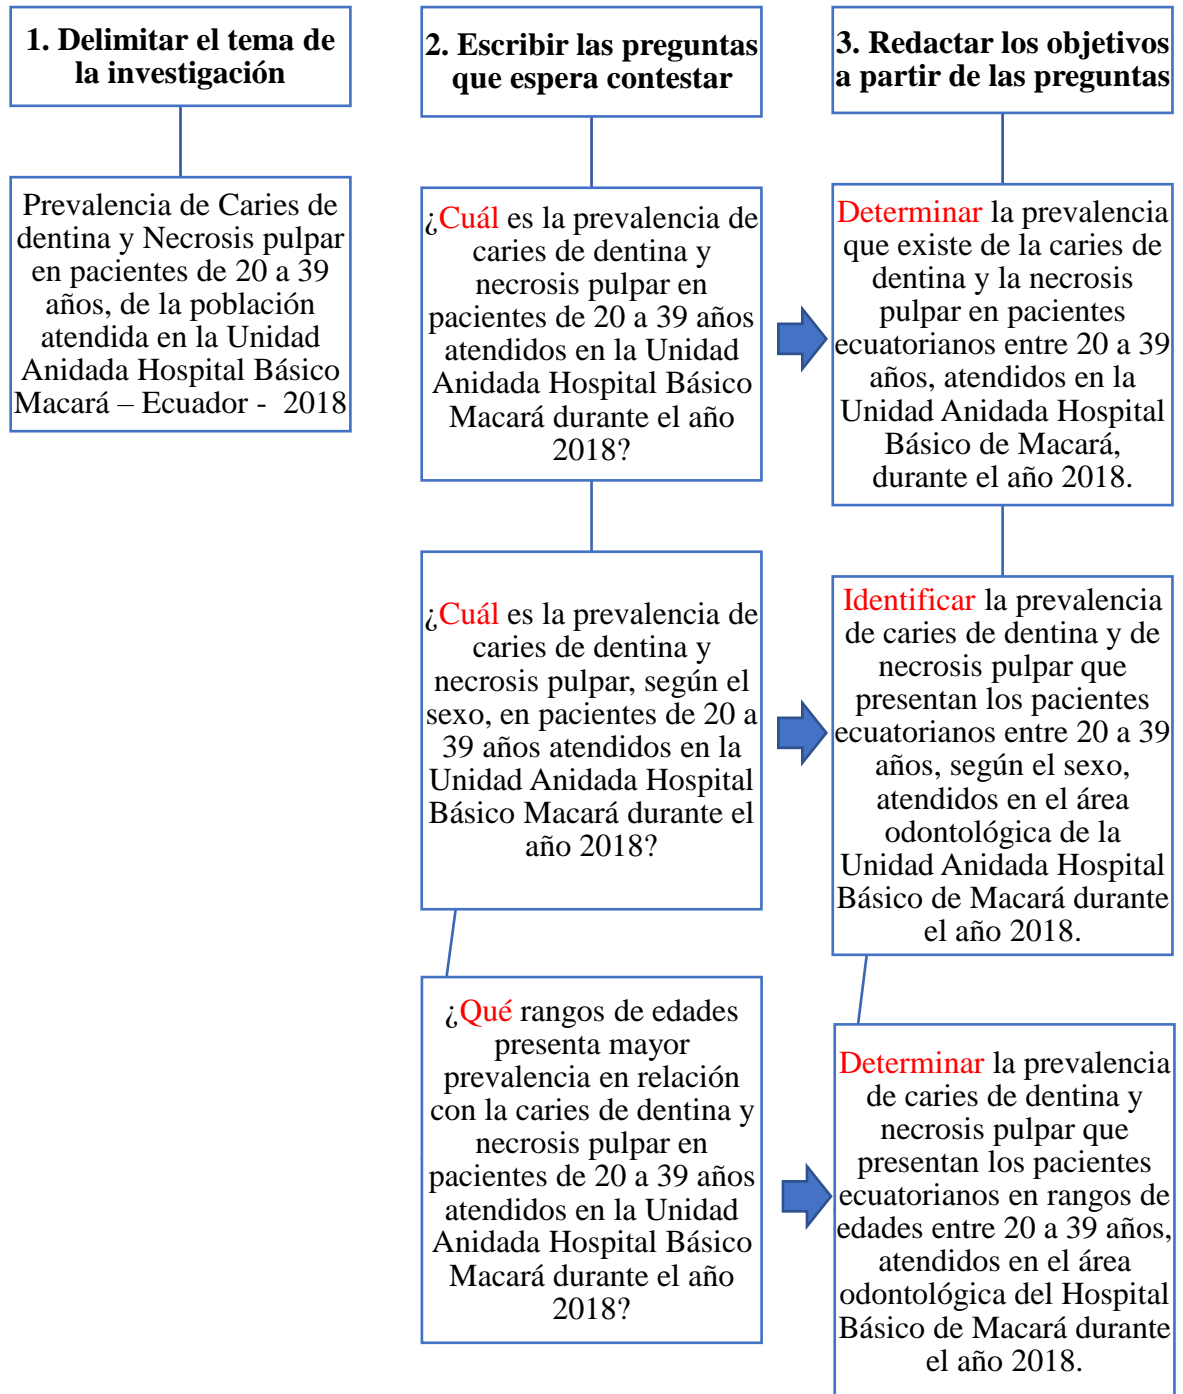 1. Delimitar el tema de
la investigación
Prevalencia de Caries de
dentina y Necrosis pulpar
en pacientes de 20 a 39
años, de la población
atendida en la Unidad
Anidada Hospital Básico
Macará – Ecuador - 2018
2. Escribir las preguntas
que espera contestar
¿Cuál es la prevalencia de
caries de dentina y
necrosis pulpar en
pacientes de 20 a 39 años
atendidos en la Unidad
Anidada Hospital Básico
Macará durante el año
2018?
¿Cuál es la prevalencia de
caries de dentina y
necrosis pulpar, según el
sexo, en pacientes de 20 a
39 años atendidos en la
Unidad Anidada Hospital
Básico Macará durante el
año 2018?
¿Qué rangos de edades
presenta mayor
prevalencia en relación
con la caries de dentina y
necrosis pulpar en
pacientes de 20 a 39 años
atendidos en la Unidad
Anidada Hospital Básico
Macará durante el año
2018?
3. Redactar los objetivos
a partir de las preguntas
Determinar la prevalencia
que existe de la caries de
dentina y la necrosis
pulpar en pacientes
ecuatorianos entre 20 a 39
años, atendidos en la
Unidad Anidada Hospital
Básico de Macará,
durante el año 2018.
Identificar la prevalencia
de caries de dentina y de
necrosis pulpar que
presentan los pacientes
ecuatorianos entre 20 a 39
años, según el sexo,
atendidos en el área
odontológica de la
Unidad Anidada Hospital
Básico de Macará durante
el año 2018.
Determinar la prevalencia
de caries de dentina y
necrosis pulpar que
presentan los pacientes
ecuatorianos en rangos de
edades entre 20 a 39 años,
atendidos en el área
odontológica del Hospital
Básico de Macará durante
el año 2018.